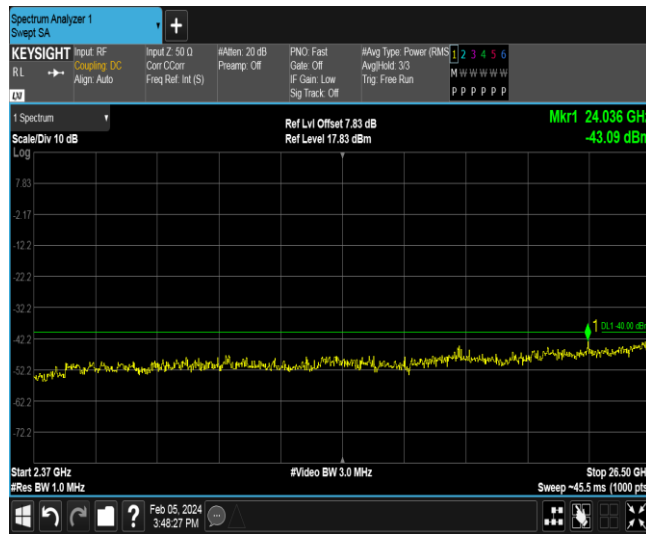 Spectrum Analyzer 1
Swept SA
+
KEYSIGHT Input: RF Input Z: 50 Ω #Atten: 20 dB PNO: Fast #Avg Type: Power (RMS 1 2 3 4 5 6
RL Coupling: DC Corr CCorr Preamp: Off Gate: Off Avg|Hold: 3/3 M W W W W W
Align: Auto Freq Ref: Int (S) IF Gain: Low Trig: Free Run
LXI Sig Track: Off P P P P P P
1 Spectrum Ref Lvl Offset 7.83 dB Mkr1 24.036 GHz
Scale/Div 10 dB Ref Level 17.83 dBm -43.09 dBm
Log
7.83
-2.17
-12.2
-22.2
-32.2
1 DL1 -40.00 dBm
-42.2
-52.2
-62.2
-72.2
Start 2.37 GHz #Video BW 3.0 MHz Stop 26.50 GH
#Res BW 1.0 MHz Sweep ~45.5 ms (1000 pts
? Feb 05, 2024
3:48:27 PM